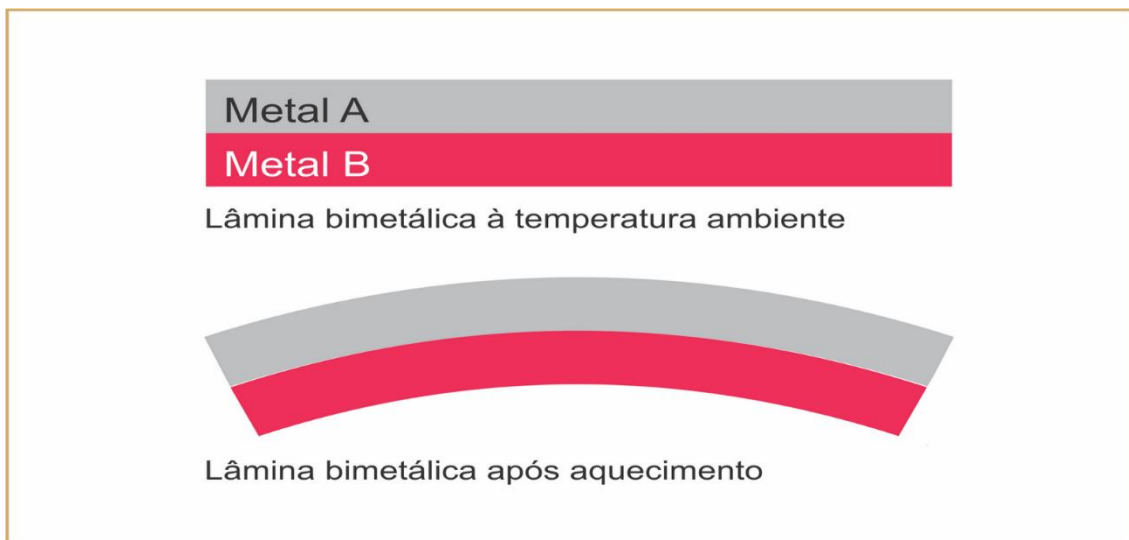 Metal A
Metal B
Lâmina bimetálica à temperatura ambiente
Lâmina bimetálica após aquecimento